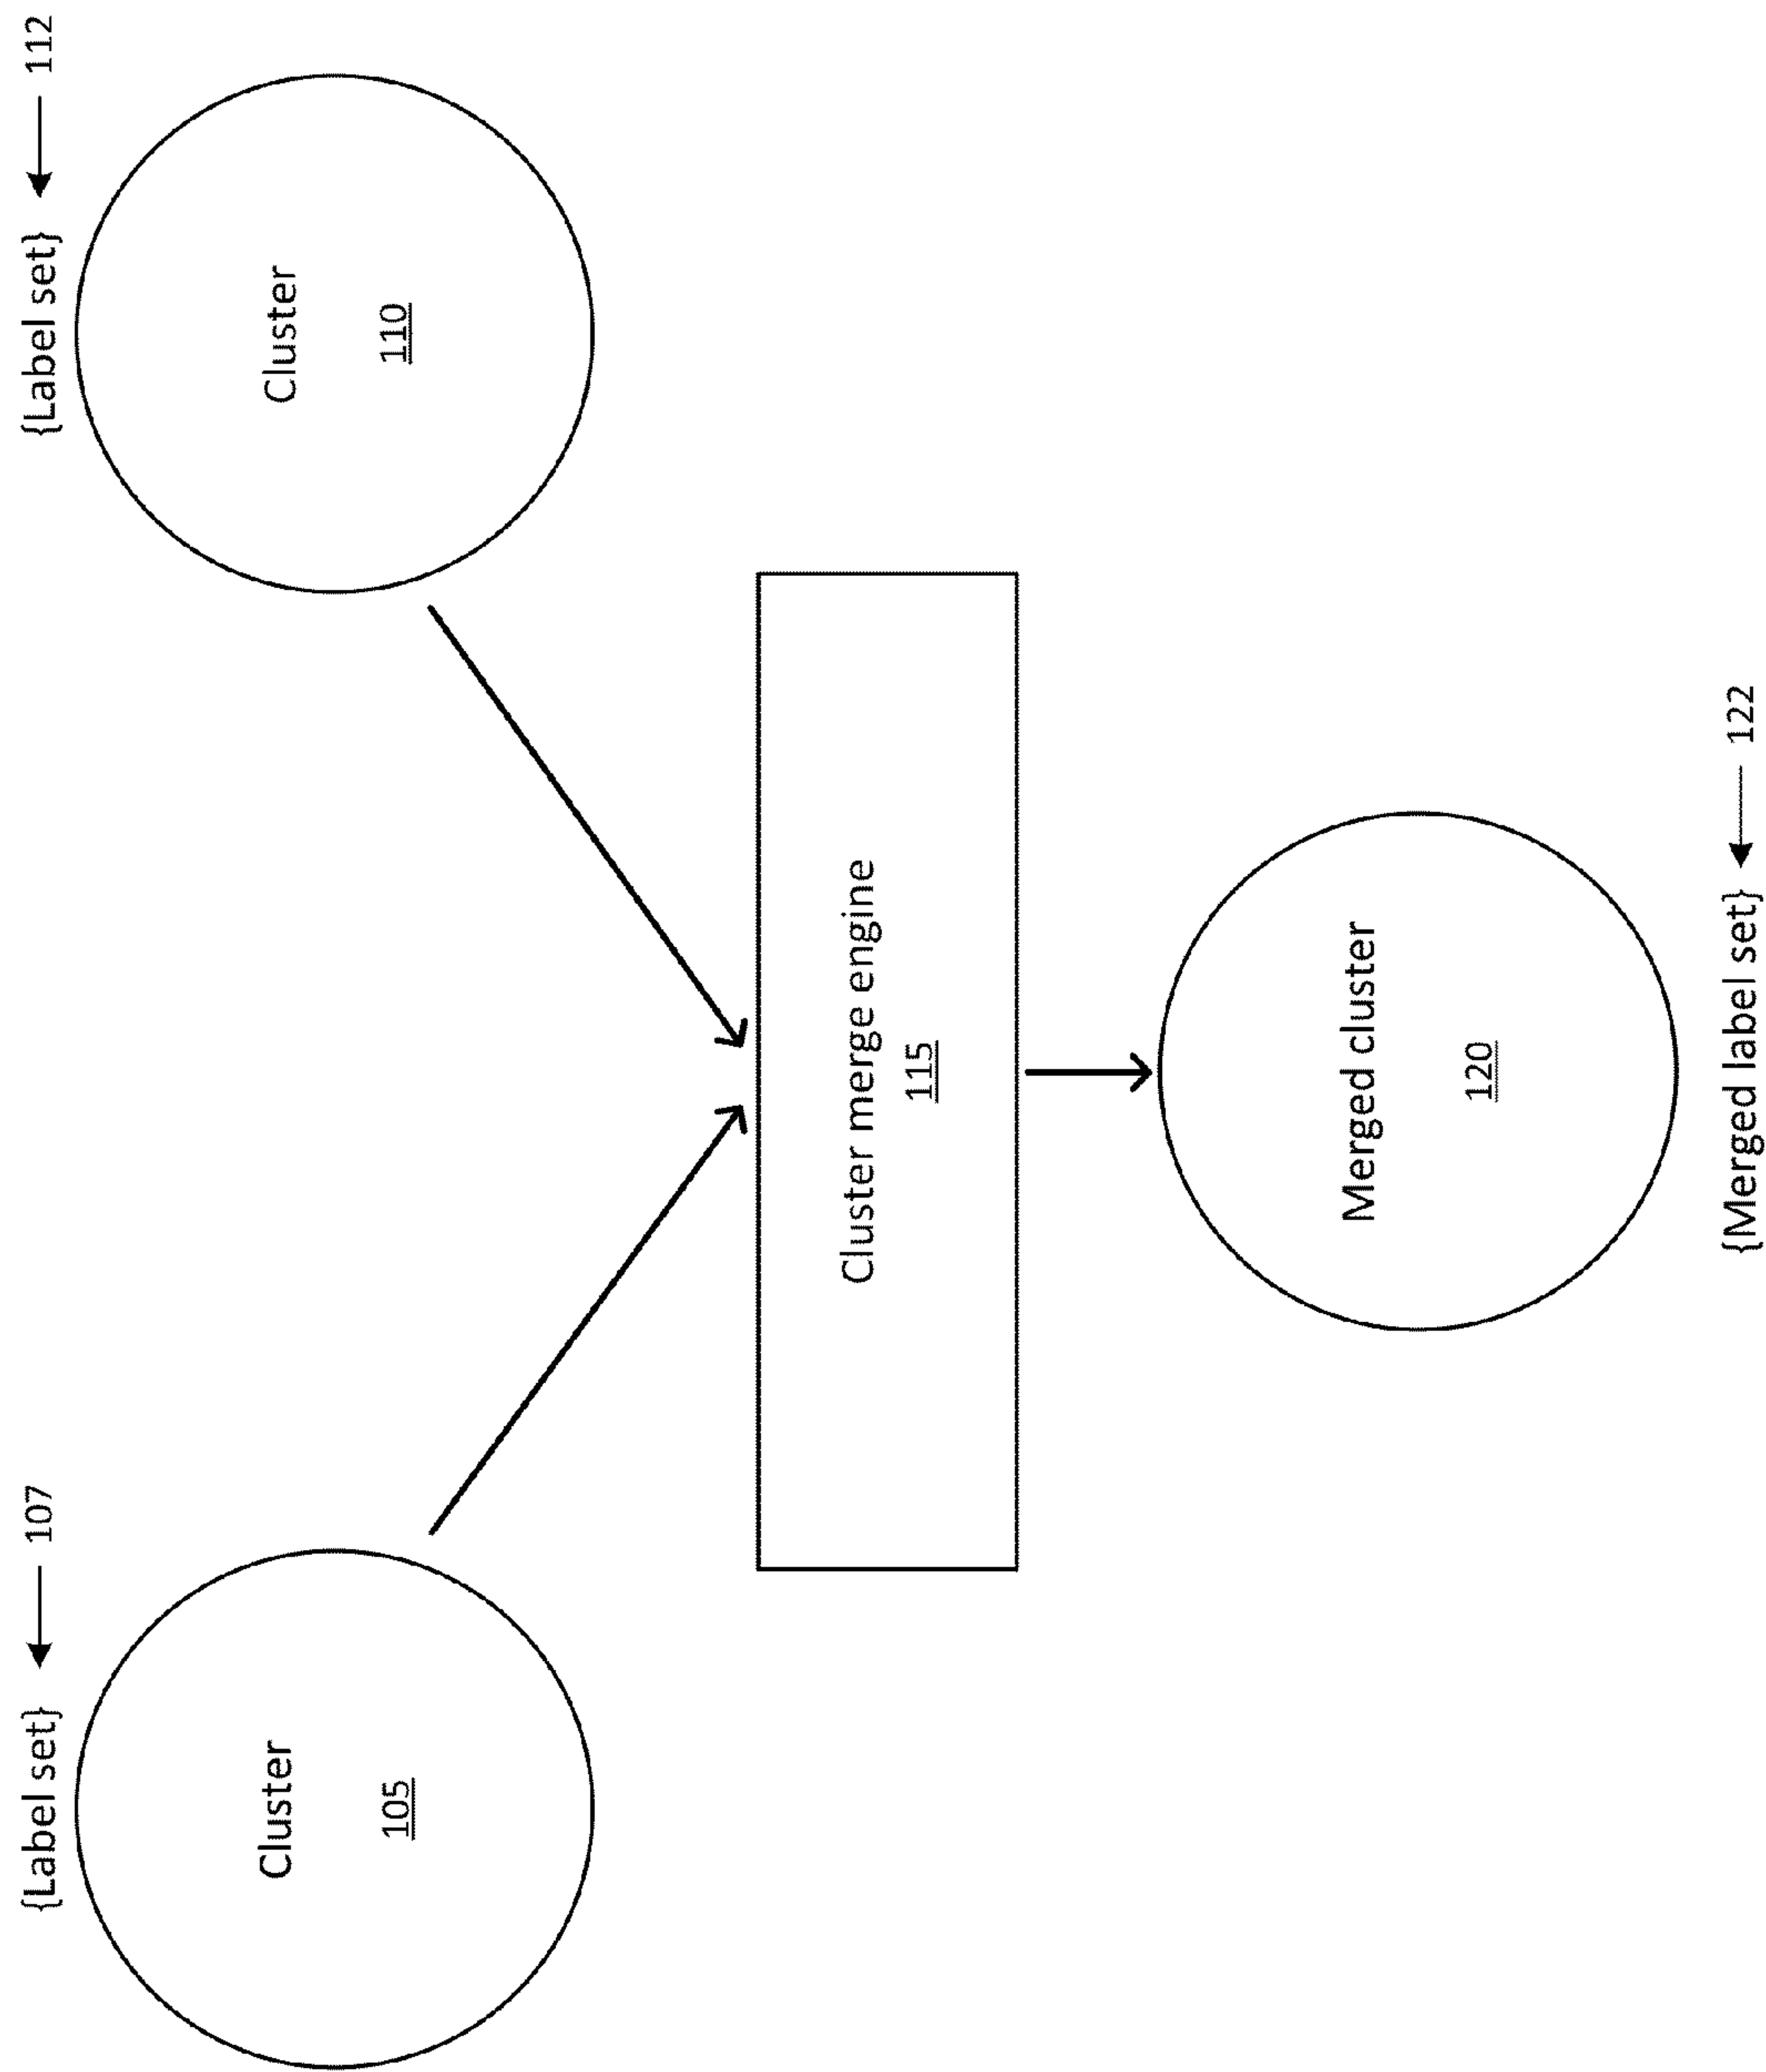 {Label set} 107
Cluster
105
{Label set} 112
Cluster
110
Cluster merge engine
115
Merged cluster
120
{Merged label set} 122